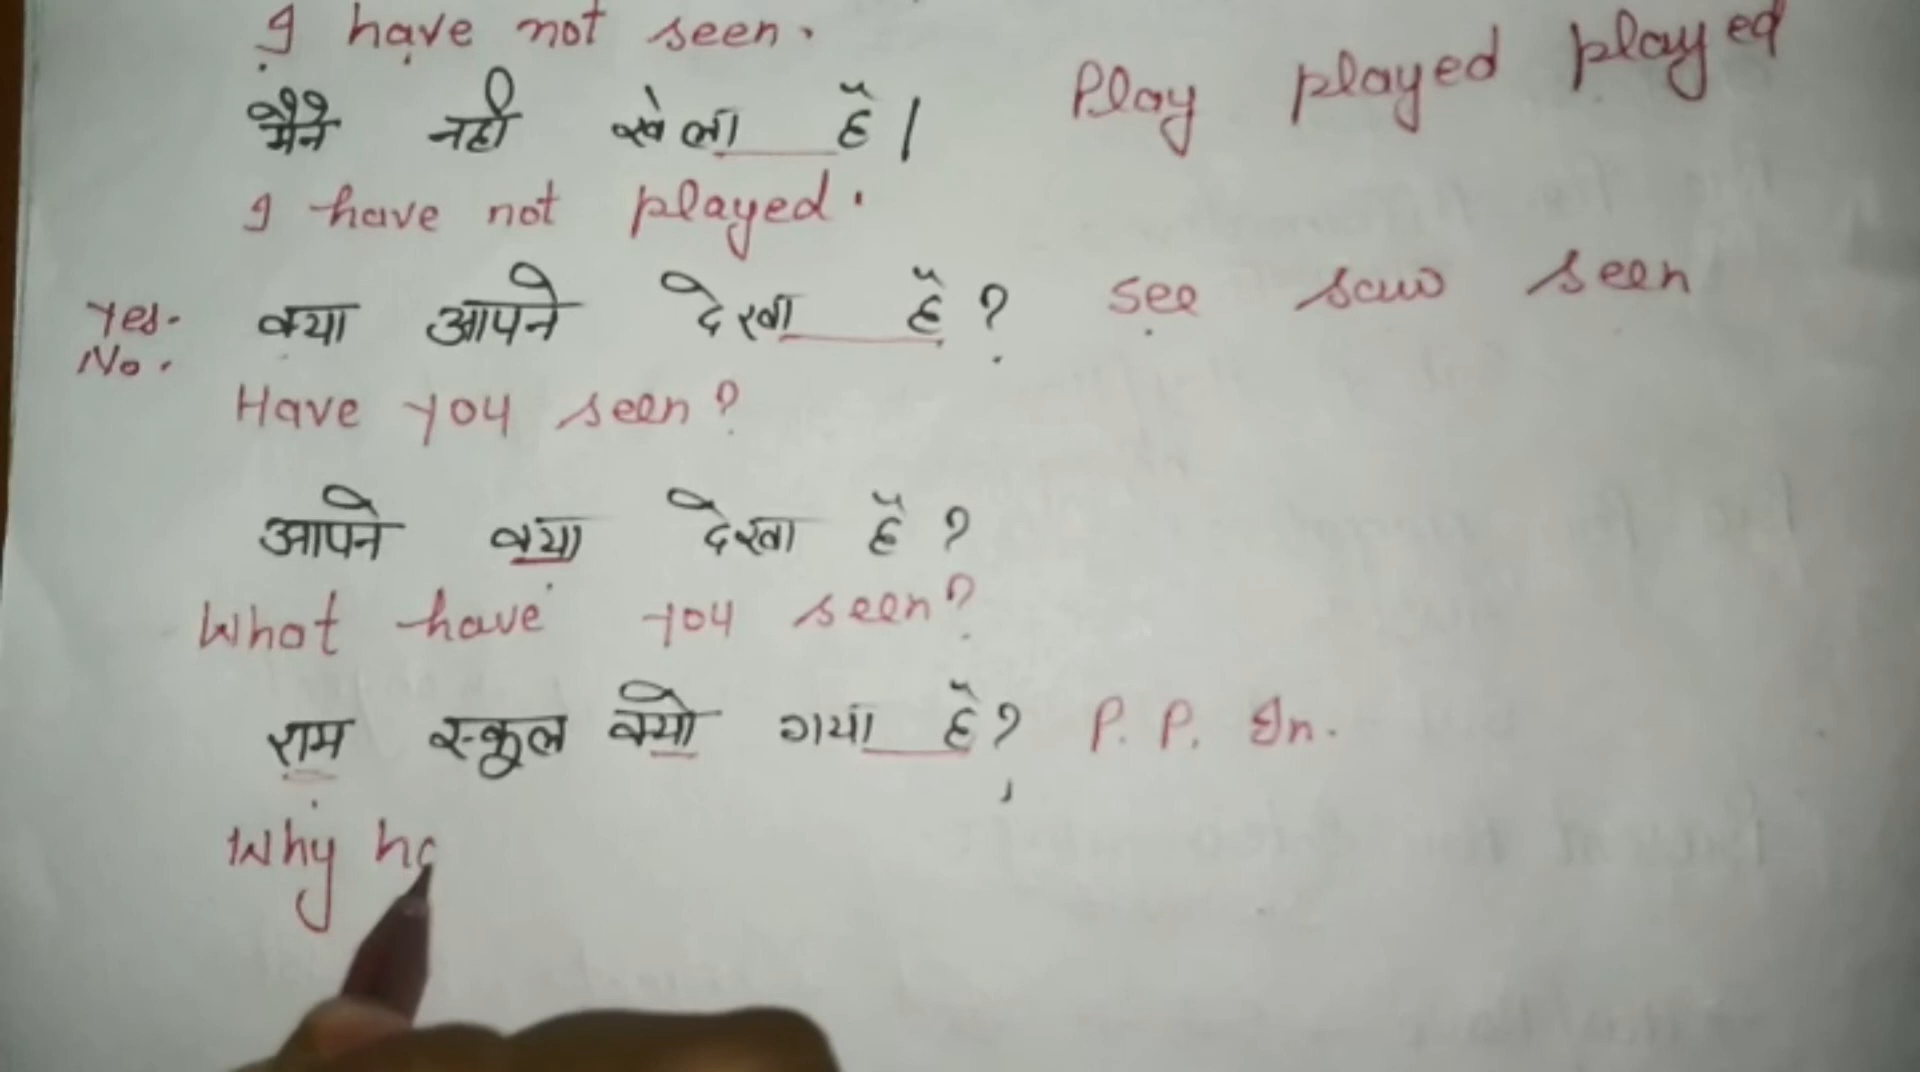 I have not seen.
मैंने नही खेला है। Play played played
I have not played.
Yes. No. क्या आपने देखा है? see saw seen
Have you seen?
आपने क्या देखा है?
What have you seen?
राम स्कूल क्यो गया है? P. P. In.
Why ha